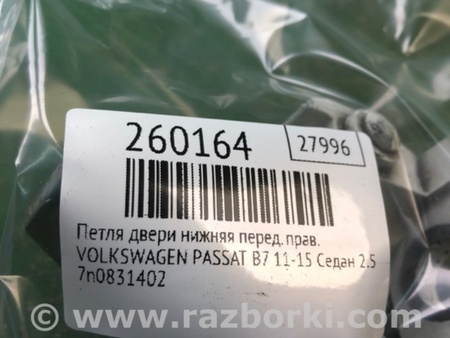 260164
27996
Петля двери нижняя перед.прав.
VOLKSWAGEN PASSAT B7 11-15 Седан 2.5
7n0831402
www.razborki.com